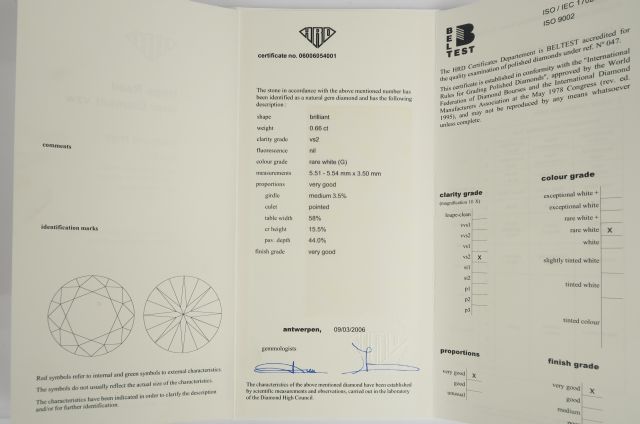 comments
identification marks
Red symbols refer to internal and green symbols to external characteristics.
The symbols do not usually reflect the actual size of the characteristics.
The characteristics have been indicated in order to clarify the description
and/or for further identification.
HRD
certificate no. 06006054001
The stone in accordance with the above mentioned number has
been identified as a natural gem diamond and has the following
description :
shape brilliant
weight 0.66 ct
clarity grade vs2
fluorescence nil
colour grade rare white (G)
measurements 5.51 - 5.54 mm x 3.50 mm
proportions very good
girdle medium 3.5%
culet pointed
table width 58%
cr height 15.5%
pav. depth 44.0%
finish grade very good
antwerpen, 09/03/2006
gemmologists
The characteristics of the above mentioned diamond have been established
by scientific measurements and observations, carried out in the laboratory
of the Diamond High Council.
BELTEST
ISO / IEC
ISO 9002
The HRD Certificates Departement is BELTEST accredited for
the quality examination of polished diamonds under ref. N° 047.
This certificate is established in conformity with the "International
Rules for Grading Polished Diamonds", approved by the World
Federation of Diamond Bourses and the International Diamond
Manufacturers Association at the May 1978 Congress (rev. ed.
1995), and may not be reproduced by any means whatsoever
unless complete.
clarity grade
(magnification 10 X)
loupe-clean
vvs1
vvs2
vs1
vs2 X
si1
si2
p1
p2
p3
colour grade
exceptional white +
exceptional white
rare white +
rare white X
white
slightly tinted white
tinted white
tinted colour
proportions
very good X
good
unusual
finish grade
very good X
good
medium